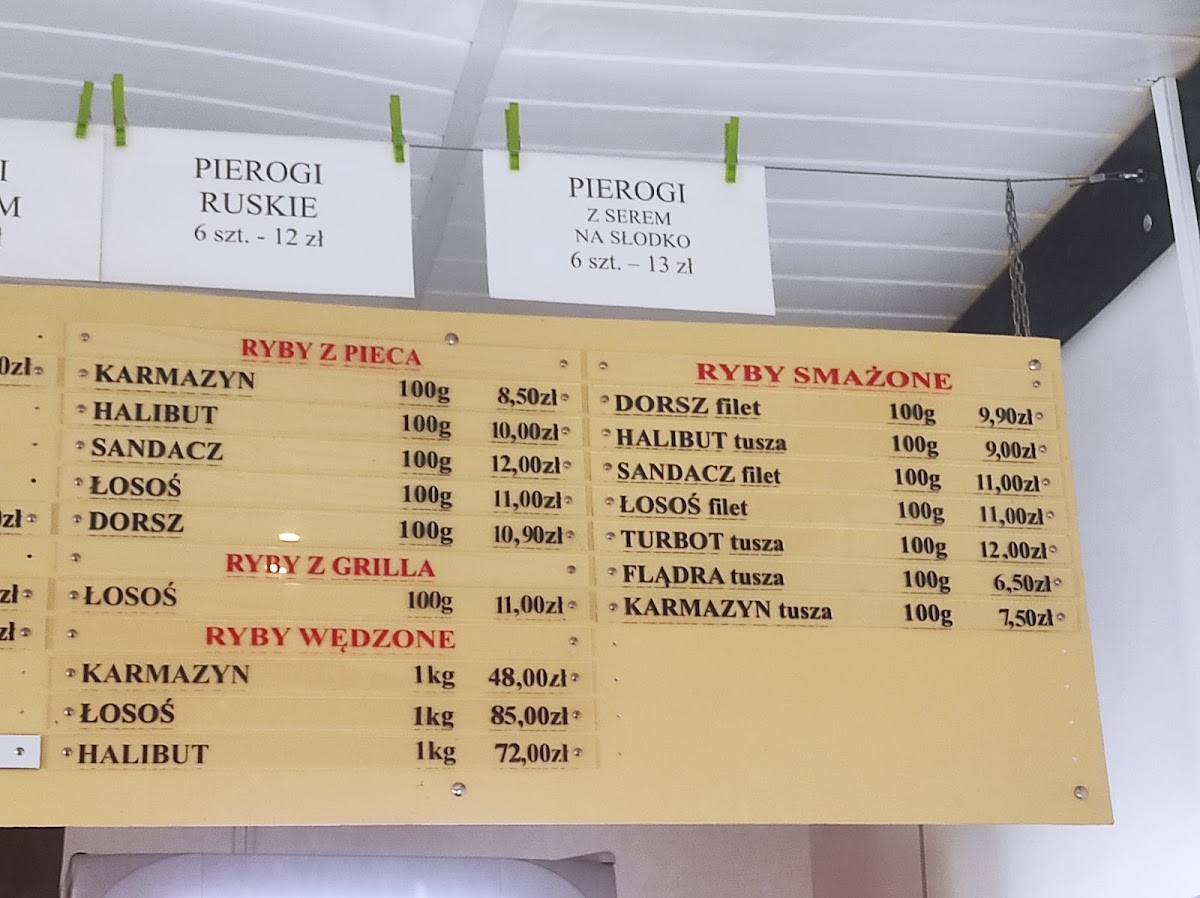 PIEROGI
RUSKIE
6 szt. - 12 zł
PIEROGI
Z SEREM
NA SŁODKO
6 szt. – 13 zł
RYBY Z PIECA
KARMAZYN 100g 8,50zł
HALIBUT 100g 10,00zł
SANDACZ 100g 12,00zł
ŁOSOŚ 100g 11,00zł
DORSZ 100g 10,90zł
RYBY Z GRILLA
ŁOSOŚ 100g 11,00zł
RYBY WĘDZONE
KARMAZYN 1kg 48,00zł
ŁOSOŚ 1kg 85,00zł
HALIBUT 1kg 72,00zł
RYBY SMAŻONE
DORSZ filet 100g 9,90zł
HALIBUT tusza 100g 9,00zł
SANDACZ filet 100g 11,00zł
ŁOSOŚ filet 100g 11,00zł
TURBOT tusza 100g 12,00zł
FLĄDRA tusza 100g 6,50zł
KARMAZYN tusza 100g 7,50zł